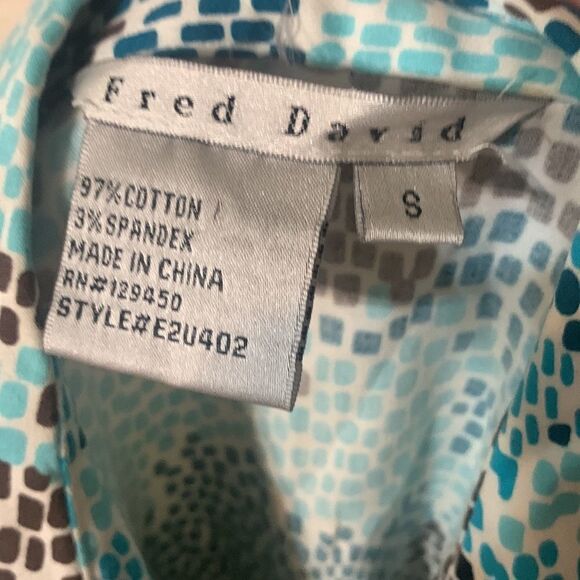 Fred David
S
97% COTTON
3% SPANDEX
MADE IN CHINA
RN#129450
STYLE#E2U402